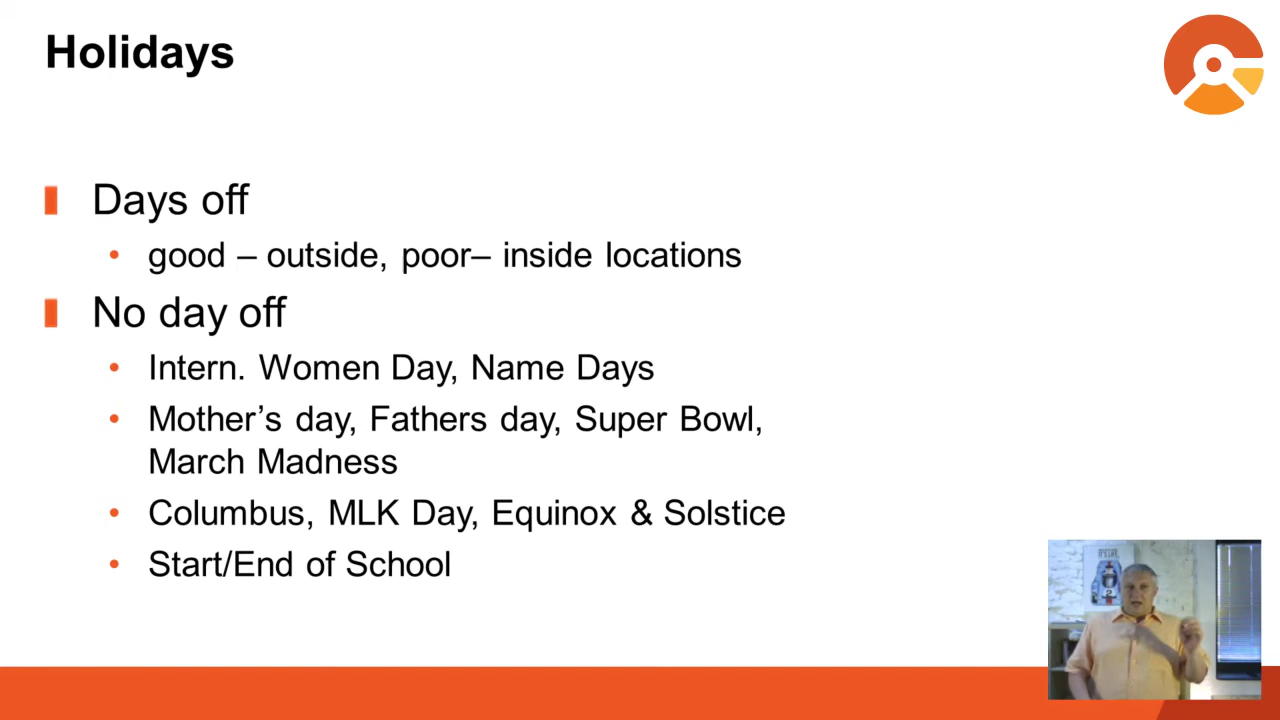 Holidays
Days off
good – outside, poor– inside locations
No day off
Intern. Women Day, Name Days
Mother’s day, Fathers day, Super Bowl,
March Madness
Columbus, MLK Day, Equinox & Solstice
Start/End of School